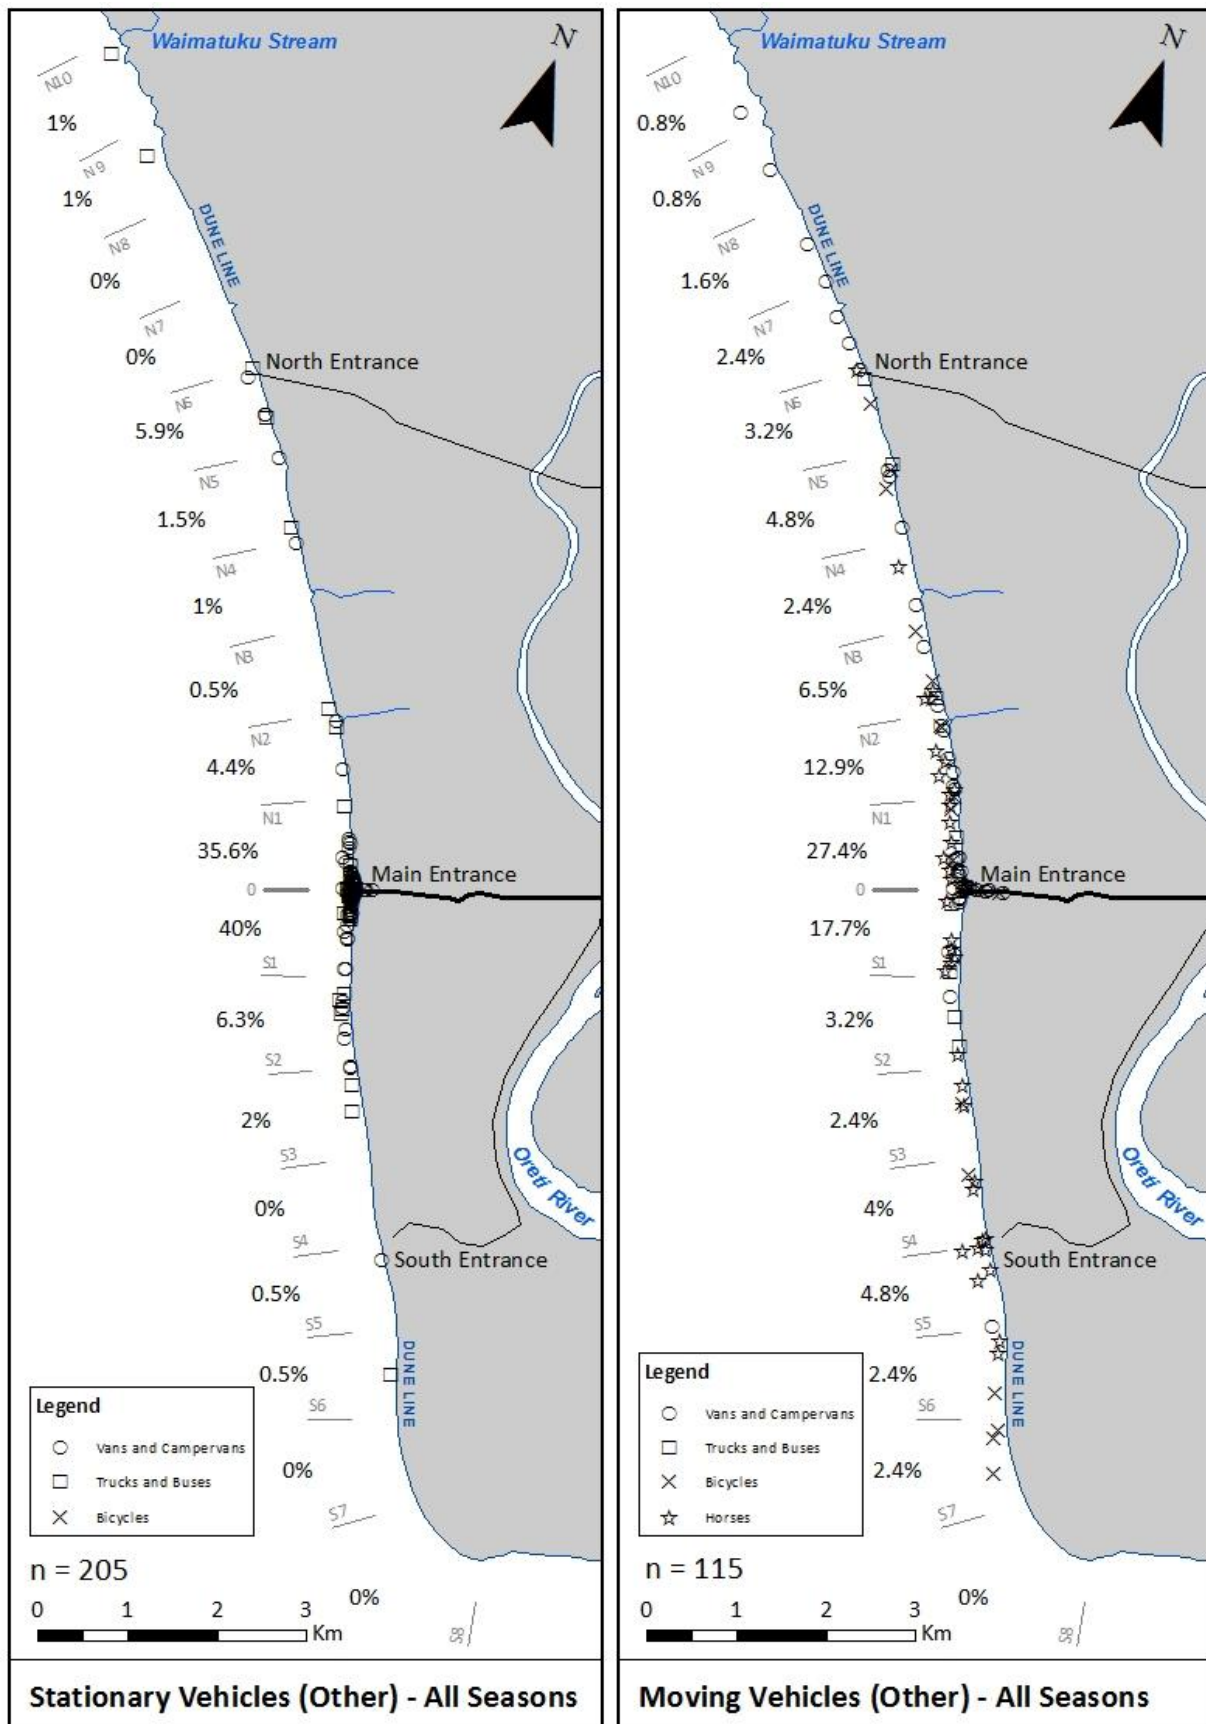 Waimatuku Stream
N
N10
1%
N9
1%
N8
0%
DUNE LINE
N7
0%
North Entrance
N6
5.9%
N5
1.5%
N4
1%
N3
0.5%
N2
4.4%
N1
35.6%
Main Entrance
0
40%
S1
6.3%
S2
2%
S3
Oreti River
0%
S4
South Entrance
0.5%
S5
DUNE LINE
0.5%
S6
0%
S7
Legend
Vans and Campervans
Trucks and Buses
Bicycles
n = 205
0%
0 1 2 3
Km
S8
Stationary Vehicles (Other) - All Seasons
Waimatuku Stream
N
N10
0.8%
N9
0.8%
N8
1.6%
DUNE LINE
N7
2.4%
North Entrance
N6
3.2%
N5
4.8%
N4
2.4%
N3
6.5%
N2
12.9%
N1
27.4%
Main Entrance
0
17.7%
S1
3.2%
S2
2.4%
S3
Oreti River
4%
S4
South Entrance
4.8%
S5
DUNE LINE
2.4%
S6
2.4%
S7
Legend
Vans and Campervans
Trucks and Buses
Bicycles
Horses
n = 115
0%
0 1 2 3
Km
S8
Moving Vehicles (Other) - All Seasons